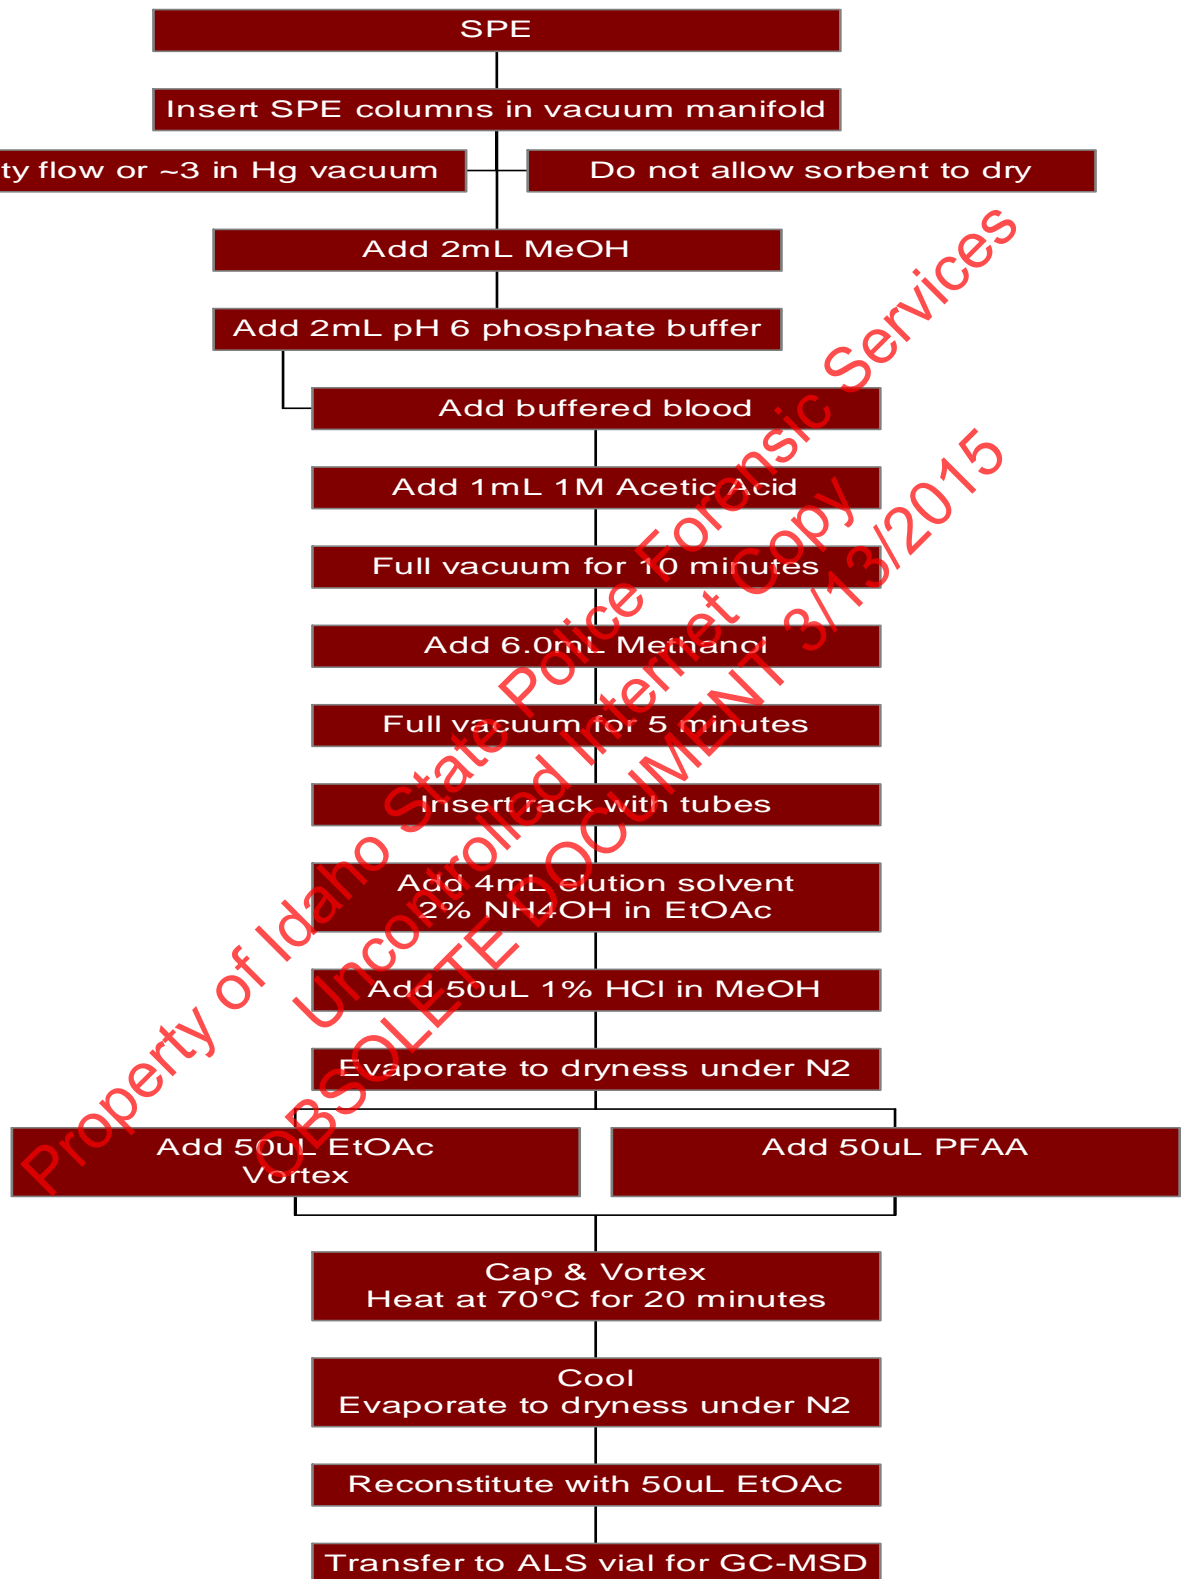 SPE
Insert SPE columns in vacuum manifold
ty flow or ~3 in Hg vacuum
Do not allow sorbent to dry
Add 2mL MeOH
Add 2mL pH 6 phosphate buffer
Add buffered blood
Add 1mL 1M Acetic Acid
Full vacuum for 10 minutes
Add 6.0mL Methanol
Full vacuum for 5 minutes
Insert rack with tubes
Add 4mL elution solvent
2% NH4OH in EtOAc
Add 50uL 1% HCl in MeOH
Evaporate to dryness under N2
Add 50uL EtOAc
Vortex
Add 50uL PFAA
Cap & Vortex
Heat at 70°C for 20 minutes
Cool
Evaporate to dryness under N2
Reconstitute with 50uL EtOAc
Transfer to ALS vial for GC-MSD
Property of Idaho State Police Forensic Services
Uncontrolled Internet Copy
OBSOLETE DOCUMENT 3/13/2015